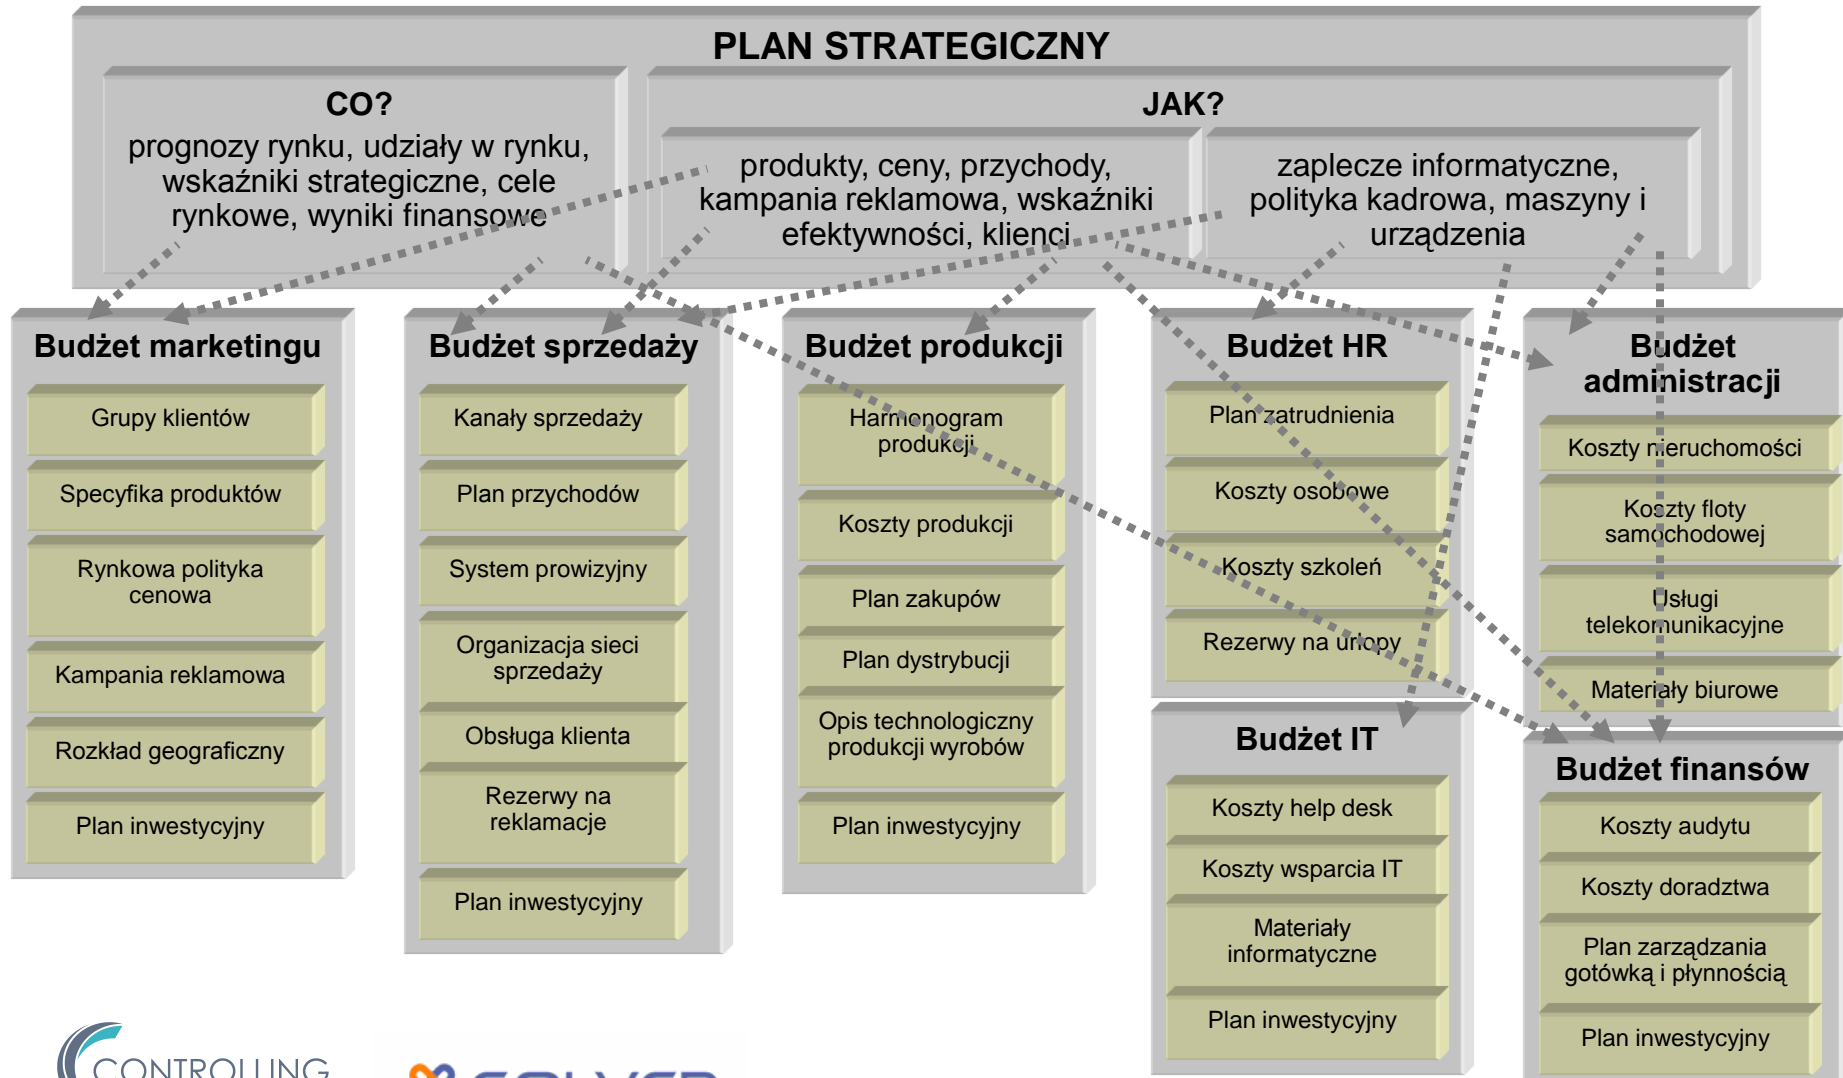 PLAN STRATEGICZNY
CO?
prognozy rynku, udziały w rynku,
wskaźniki strategiczne, cele
rynkowe, wyniki finansowe
JAK?
produkty, ceny, przychody,
kampania reklamowa, wskaźniki
efektywności, klienci
zaplecze informatyczne,
polityka kadrowa, maszyny i
urządzenia
Budżet marketingu
Grupy klientów
Specyfika produktów
Rynkowa polityka
cenowa
Kampania reklamowa
Rozkład geograficzny
Plan inwestycyjny
Budżet sprzedaży
Kanały sprzedaży
Plan przychodów
System prowizyjny
Organizacja sieci
sprzedaży
Obsługa klienta
Rezerwy na
reklamacje
Plan inwestycyjny
Budżet produkcji
Harmonogram
produkcji
Koszty produkcji
Plan zakupów
Plan dystrybucji
Opis technologiczny
produkcji wyrobów
Plan inwestycyjny
Budżet HR
Plan zatrudnienia
Koszty osobowe
Koszty szkoleń
Rezerwy na urlopy
Budżet IT
Koszty help desk
Koszty wsparcia IT
Materiały
informatyczne
Plan inwestycyjny
Budżet
administracji
Koszty nieruchomości
Koszty floty
samochodowej
Usługi
telekomunikacyjne
Materiały biurowe
Budżet finansów
Koszty audytu
Koszty doradztwa
Plan zarządzania
gotówką i płynnością
Plan inwestycyjny
CONTROLLING
SOLVER